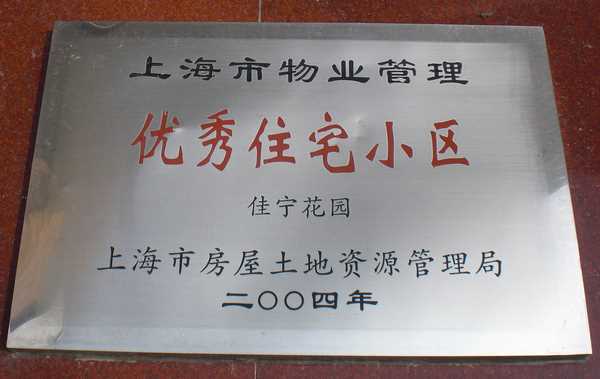 上海市物业管理
优秀住宅小区
佳宁花园
上海市房屋土地资源管理局
二〇〇四年